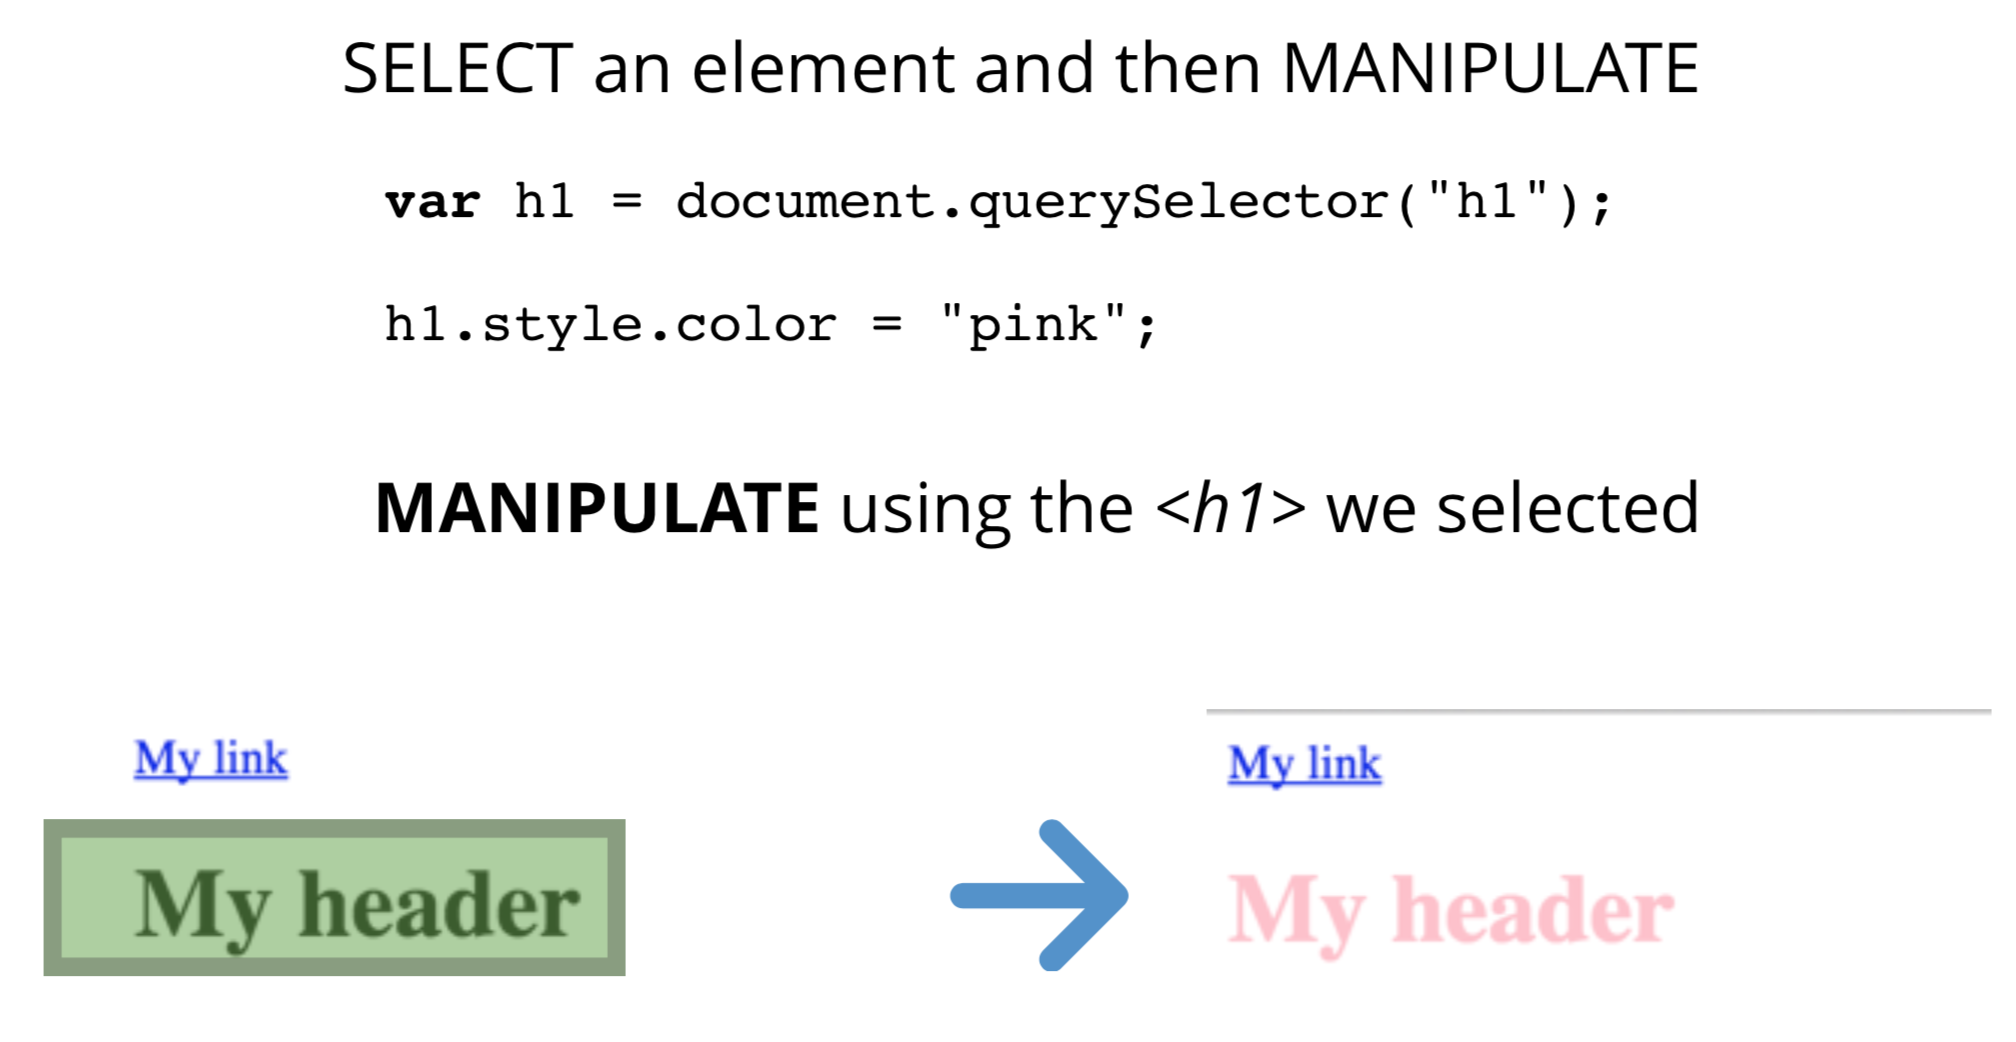 SELECT an element and then MANIPULATE
var h1 = document.querySelector("h1");
h1.style.color = "pink";
MANIPULATE using the <h1> we selected
My link
My header
My link
My header